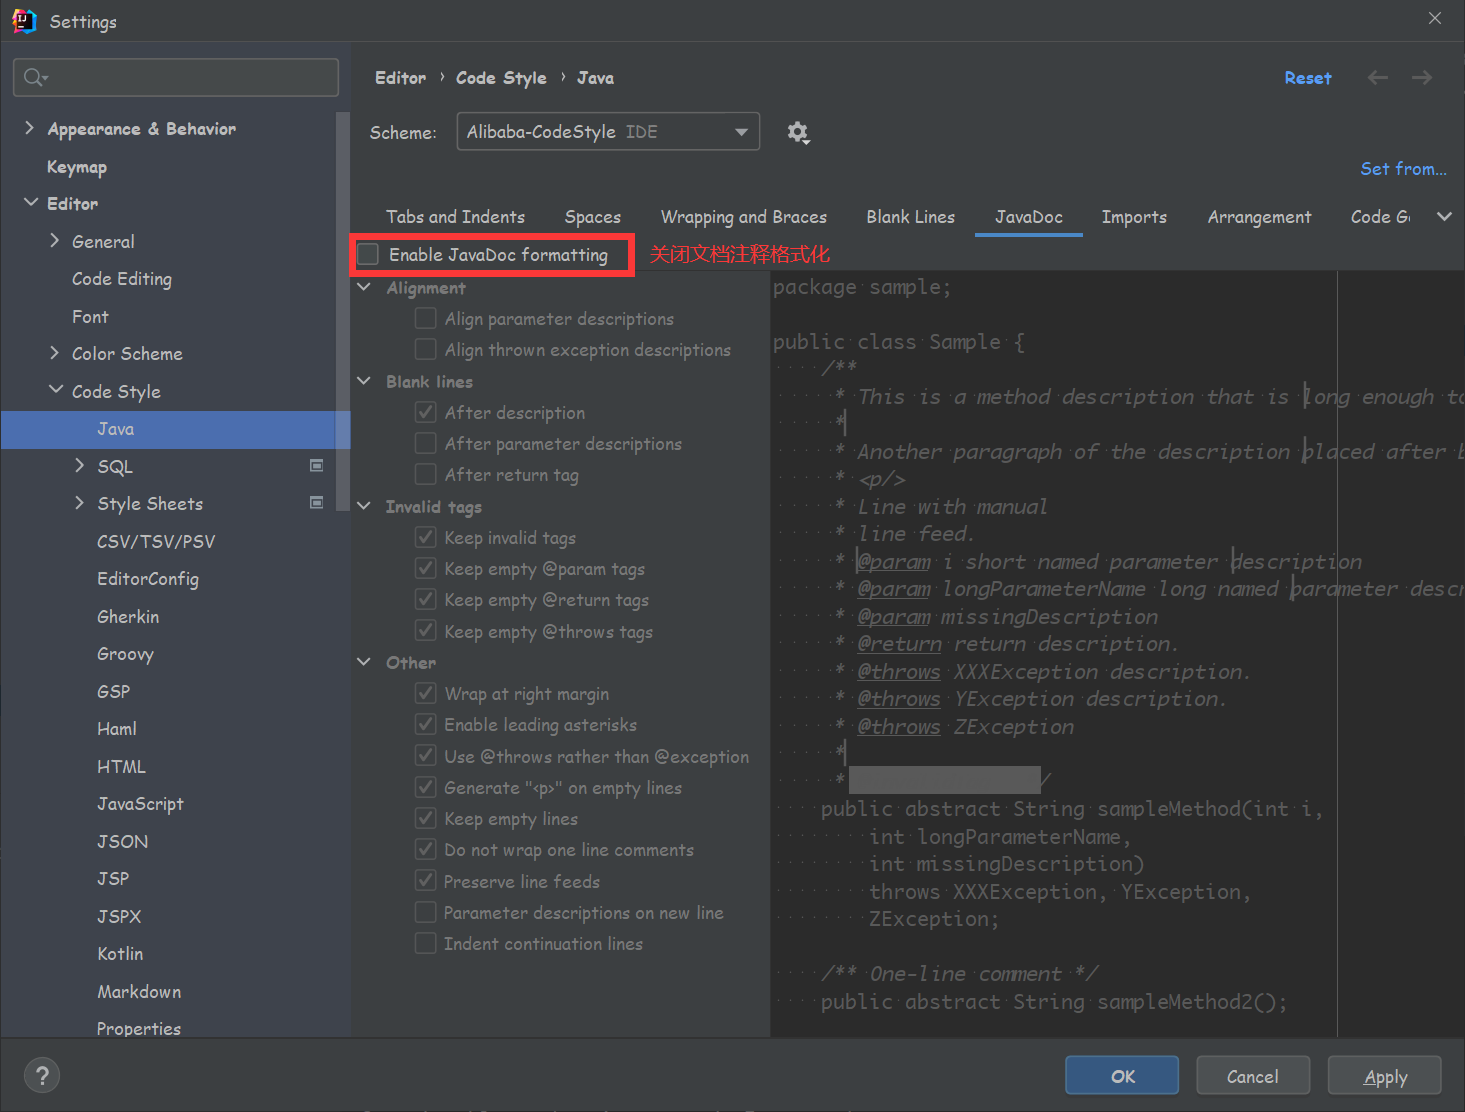 Settings
Editor › Code Style › Java
Reset
Scheme:
Alibaba-CodeStyle IDE
Set from...
Appearance & Behavior
Keymap
Editor
General
Code Editing
Font
Color Scheme
Code Style
Java
SQL
Style Sheets
CSV/TSV/PSV
EditorConfig
Gherkin
Groovy
GSP
Haml
HTML
JavaScript
JSON
JSP
JSPX
Kotlin
Markdown
Properties
Tabs and Indents
Spaces
Wrapping and Braces
Blank Lines
JavaDoc
Imports
Arrangement
Code G
Enable JavaDoc formatting
关闭文档注释格式化
Alignment
Align parameter descriptions
Align thrown exception descriptions
Blank lines
After description
After parameter descriptions
After return tag
Invalid tags
Keep invalid tags
Keep empty @param tags
Keep empty @return tags
Keep empty @throws tags
Other
Wrap at right margin
Enable leading asterisks
Use @throws rather than @exception
Generate "<p>" on empty lines
Keep empty lines
Do not wrap one line comments
Preserve line feeds
Parameter descriptions on new line
Indent continuation lines
package sample;
public class Sample {
/**
* This is a method description that is long enough to
*
* Another paragraph of the description placed after b
* <p/>
* Line with manual
* line feed.
* @param i short named parameter description
* @param longParameterName long named parameter descr
* @param missingDescription
* @return return description.
* @throws XXXException description.
* @throws YException description.
* @throws ZException
*
* /
public abstract String sampleMethod(int i,
int longParameterName,
int missingDescription)
throws XXXException, YException,
ZException;
/** One-line comment */
public abstract String sampleMethod2();
?
OK
Cancel
Apply